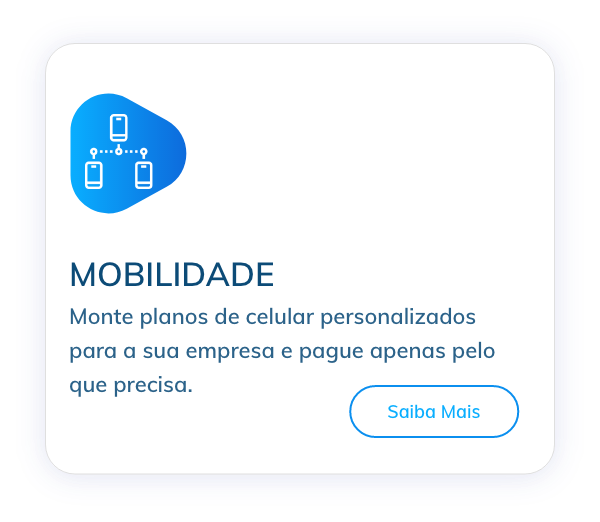 MOBILIDADE
Monte planos de celular personalizados
para a sua empresa e pague apenas pelo
que precisa.
Saiba Mais